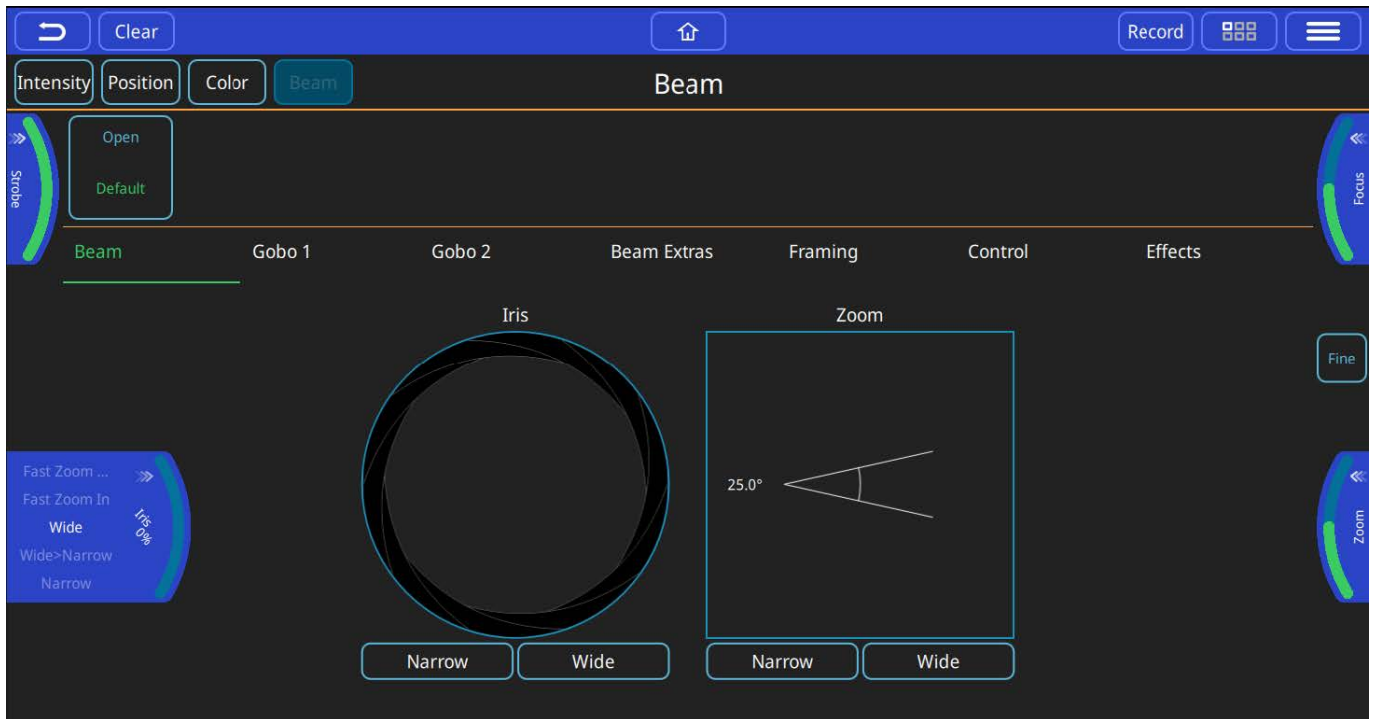 Clear
Record
Intensity Position Color Beam
Beam
Strobe
Open
Default
Focus
Beam Gobo 1 Gobo 2 Beam Extras Framing Control Effects
Iris
Zoom
25.0°
Fine
Fast Zoom ...
Fast Zoom In
Wide
Wide>Narrow
Narrow
Iris
0%
Zoom
Narrow Wide
Narrow Wide